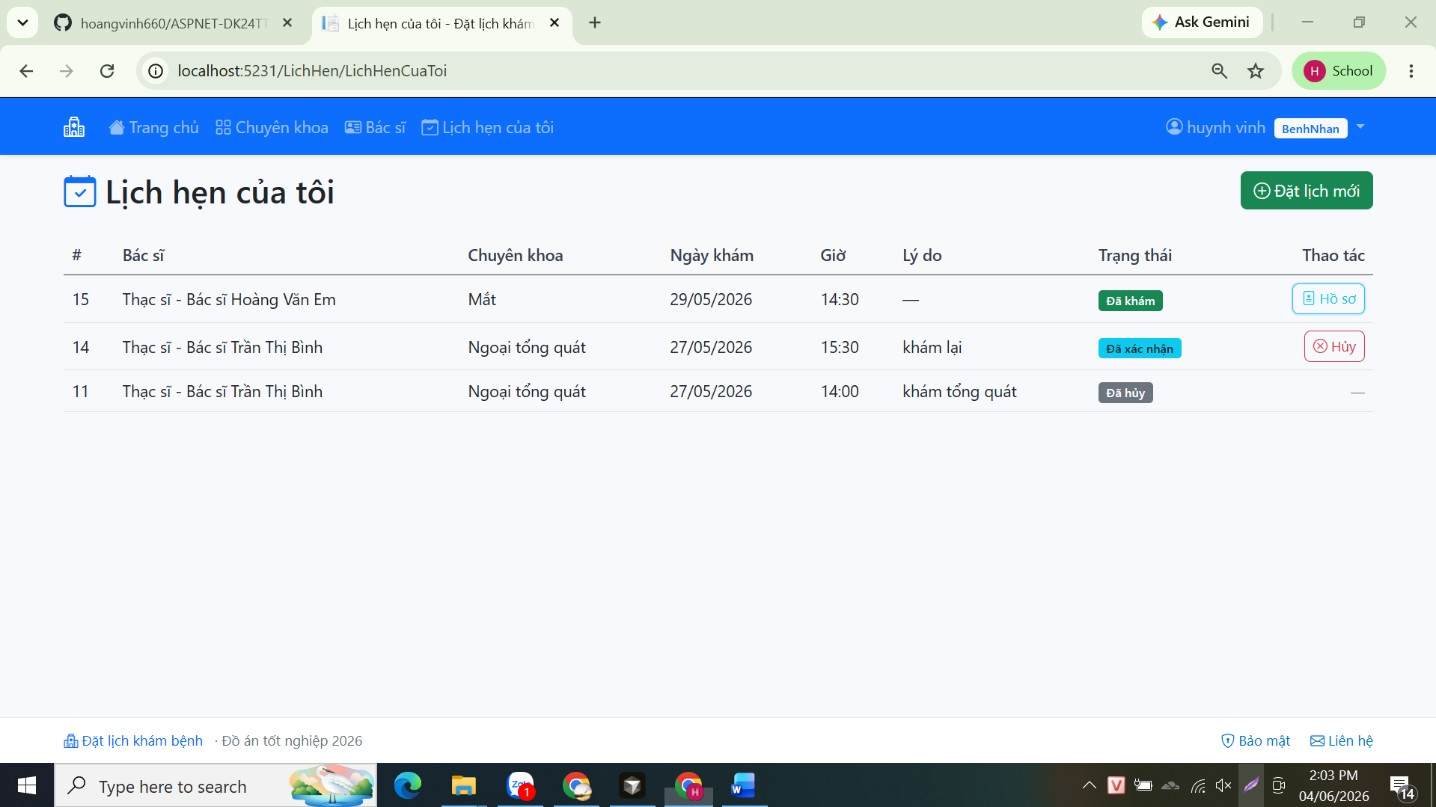 hoangvinh660/ASPNET-DK24T
Lịch hẹn của tôi - Đặt lịch khám
Ask Gemini
localhost:5231/LichHen/LichHenCuaToi
H School
Trang chủ Chuyên khoa Bác sĩ Lịch hẹn của tôi huynh vinh BenhNhan
Lịch hẹn của tôi
Đặt lịch mới
# Bác sĩ Chuyên khoa Ngày khám Giờ Lý do Trạng thái Thao tác
15 Thạc sĩ - Bác sĩ Hoàng Văn Em Mắt 29/05/2026 14:30 — Đã khám Hồ sơ
14 Thạc sĩ - Bác sĩ Trần Thị Bình Ngoại tổng quát 27/05/2026 15:30 khám lại Đã xác nhận Hủy
11 Thạc sĩ - Bác sĩ Trần Thị Bình Ngoại tổng quát 27/05/2026 14:00 khám tổng quát Đã hủy —
Đặt lịch khám bệnh · Đồ án tốt nghiệp 2026 Bảo mật Liên hệ
Type here to search
2:03 PM
04/06/2026
14